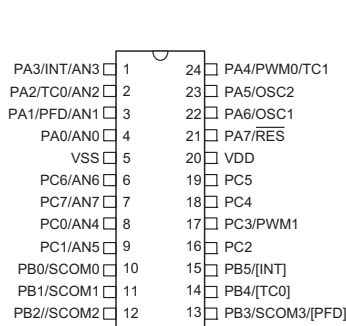 PA3/INT/AN3 1 24 PA4/PWM0/TC1
PA2/TC0/AN2 2 23 PA5/OSC2
PA1/PFD/AN1 3 22 PA6/OSC1
PA0/AN0 4 21 PA7/RES
VSS 5 20 VDD
PC6/AN6 6 19 PC5
PC7/AN7 7 18 PC4
PC0/AN4 8 17 PC3/PWM1
PC1/AN5 9 16 PC2
PB0/SCOM0 10 15 PB5/[INT]
PB1/SCOM1 11 14 PB4/[TC0]
PB2//SCOM2 12 13 PB3/SCOM3/[PFD]